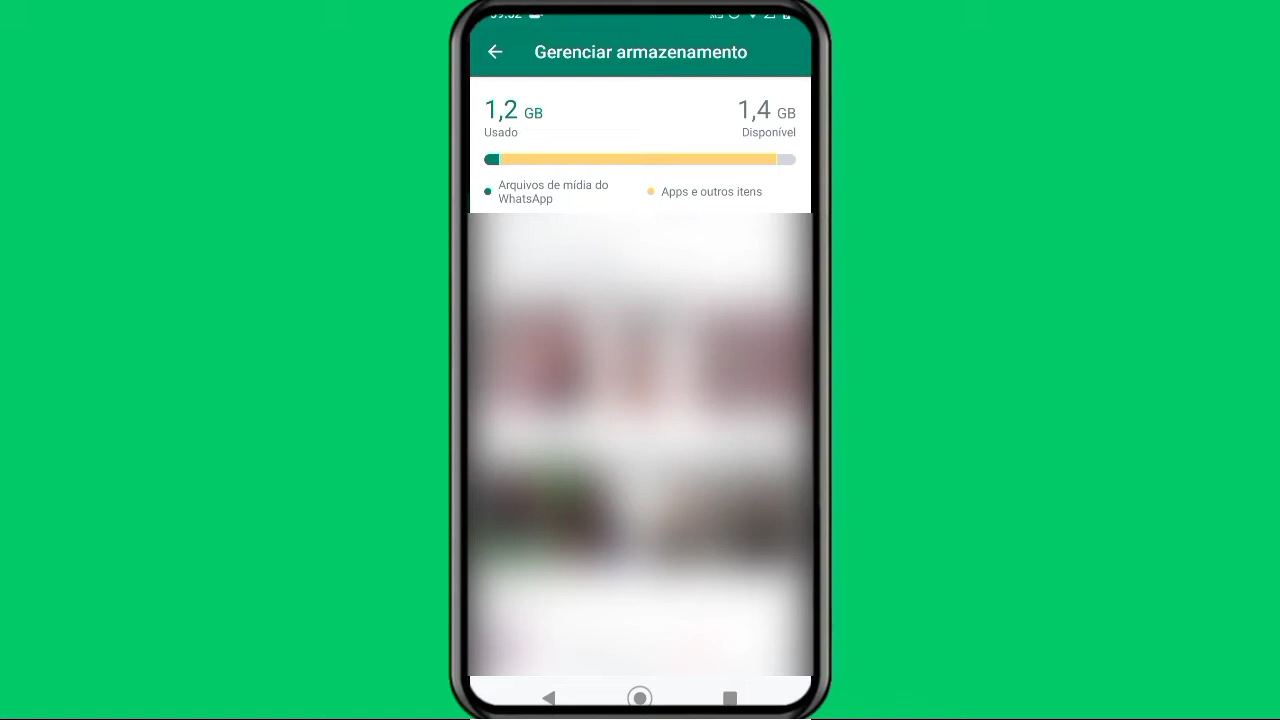 Gerenciar armazenamento
1,2 GB
1,4 GB
Usado
Disponível
Arquivos de mídia do
WhatsApp
Apps e outros itens